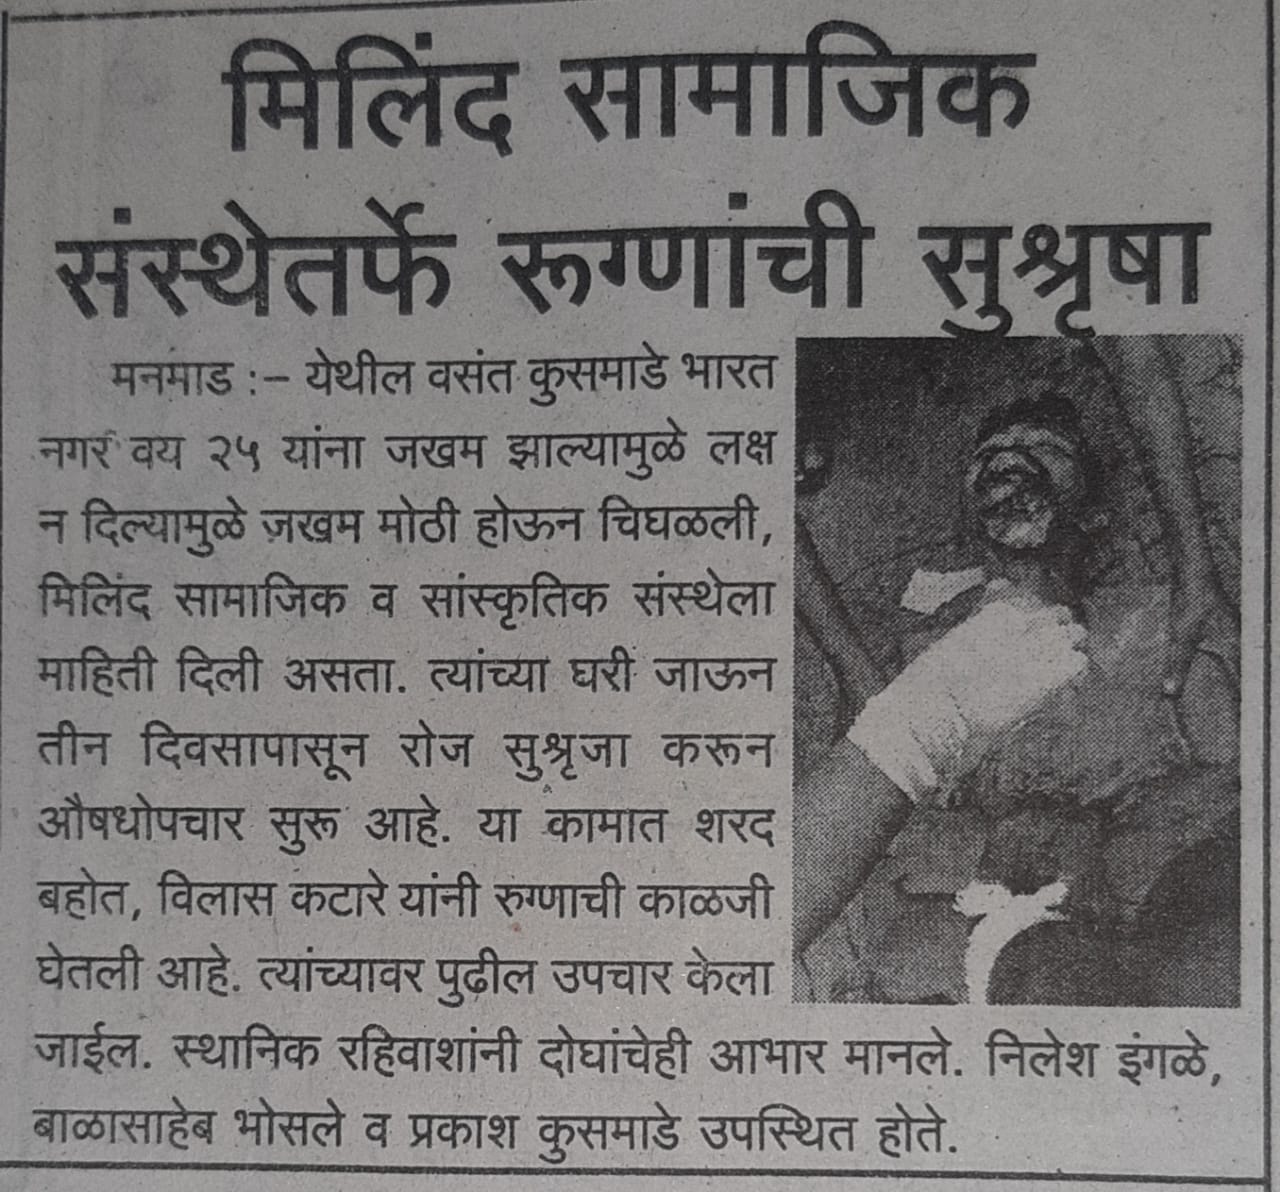 मिलिंद सामाजिक
संस्थेतर्फे रूग्णांची सुश्रृषा
मनमाड :– येथील वसंत कुसमाडे भारत
नगर वय २५ यांना जखम झाल्यामुळे लक्ष
न दिल्यामुळे ज़खम मोठी होऊन चिघळली,
मिलिंद सामाजिक व सांस्कृतिक संस्थेला
माहिती दिली असता. त्यांच्या घरी जाऊन
तीन दिवसापासून रोज सुश्रृजा करून
औषधोपचार सुरू आहे. या कामात शरद
बहोत, विलास कटारे यांनी रुग्णाची काळजी
घेतली आहे. त्यांच्यावर पुढील उपचार केला
जाईल. स्थानिक रहिवाशांनी दोघांचेही आभार मानले. निलेश इंगळे,
बाळासाहेब भोसले व प्रकाश कुसमाडे उपस्थित होते.